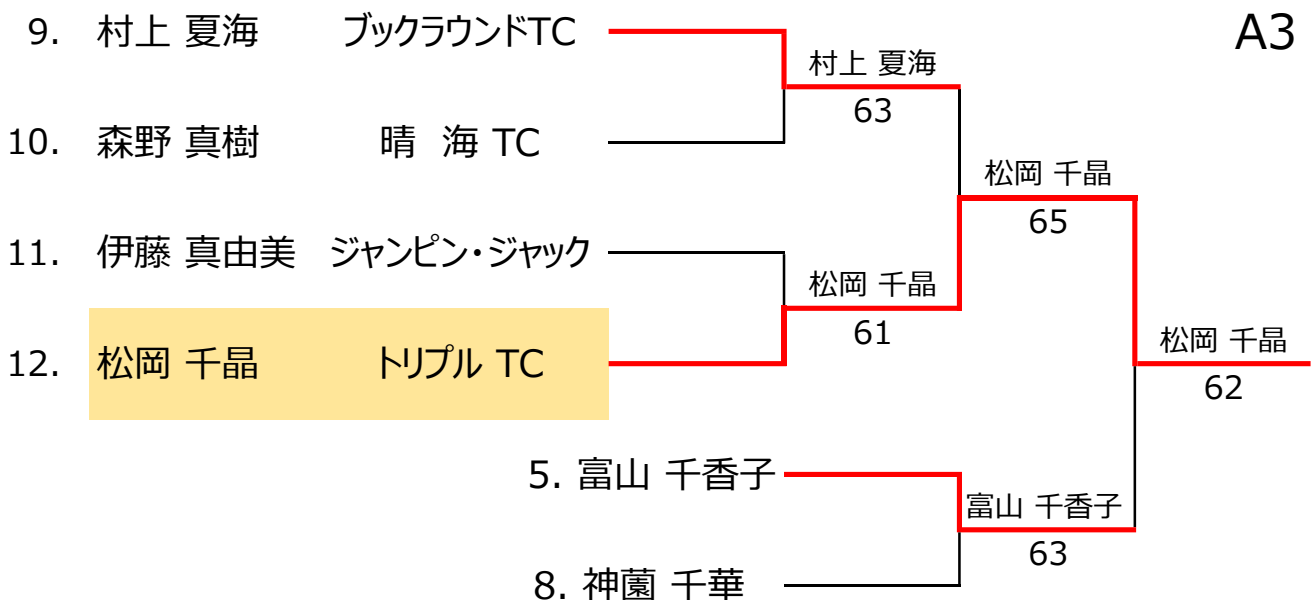 A3
9. 村上 夏海 ブックラウンドTC
村上 夏海
63
10. 森野 真樹 晴 海 TC
松岡 千晶
65
11. 伊藤 真由美 ジャンピン・ジャック
松岡 千晶
61
12. 松岡 千晶 トリプル TC
松岡 千晶
62
5. 富山 千香子
富山 千香子
63
8. 神薗 千華